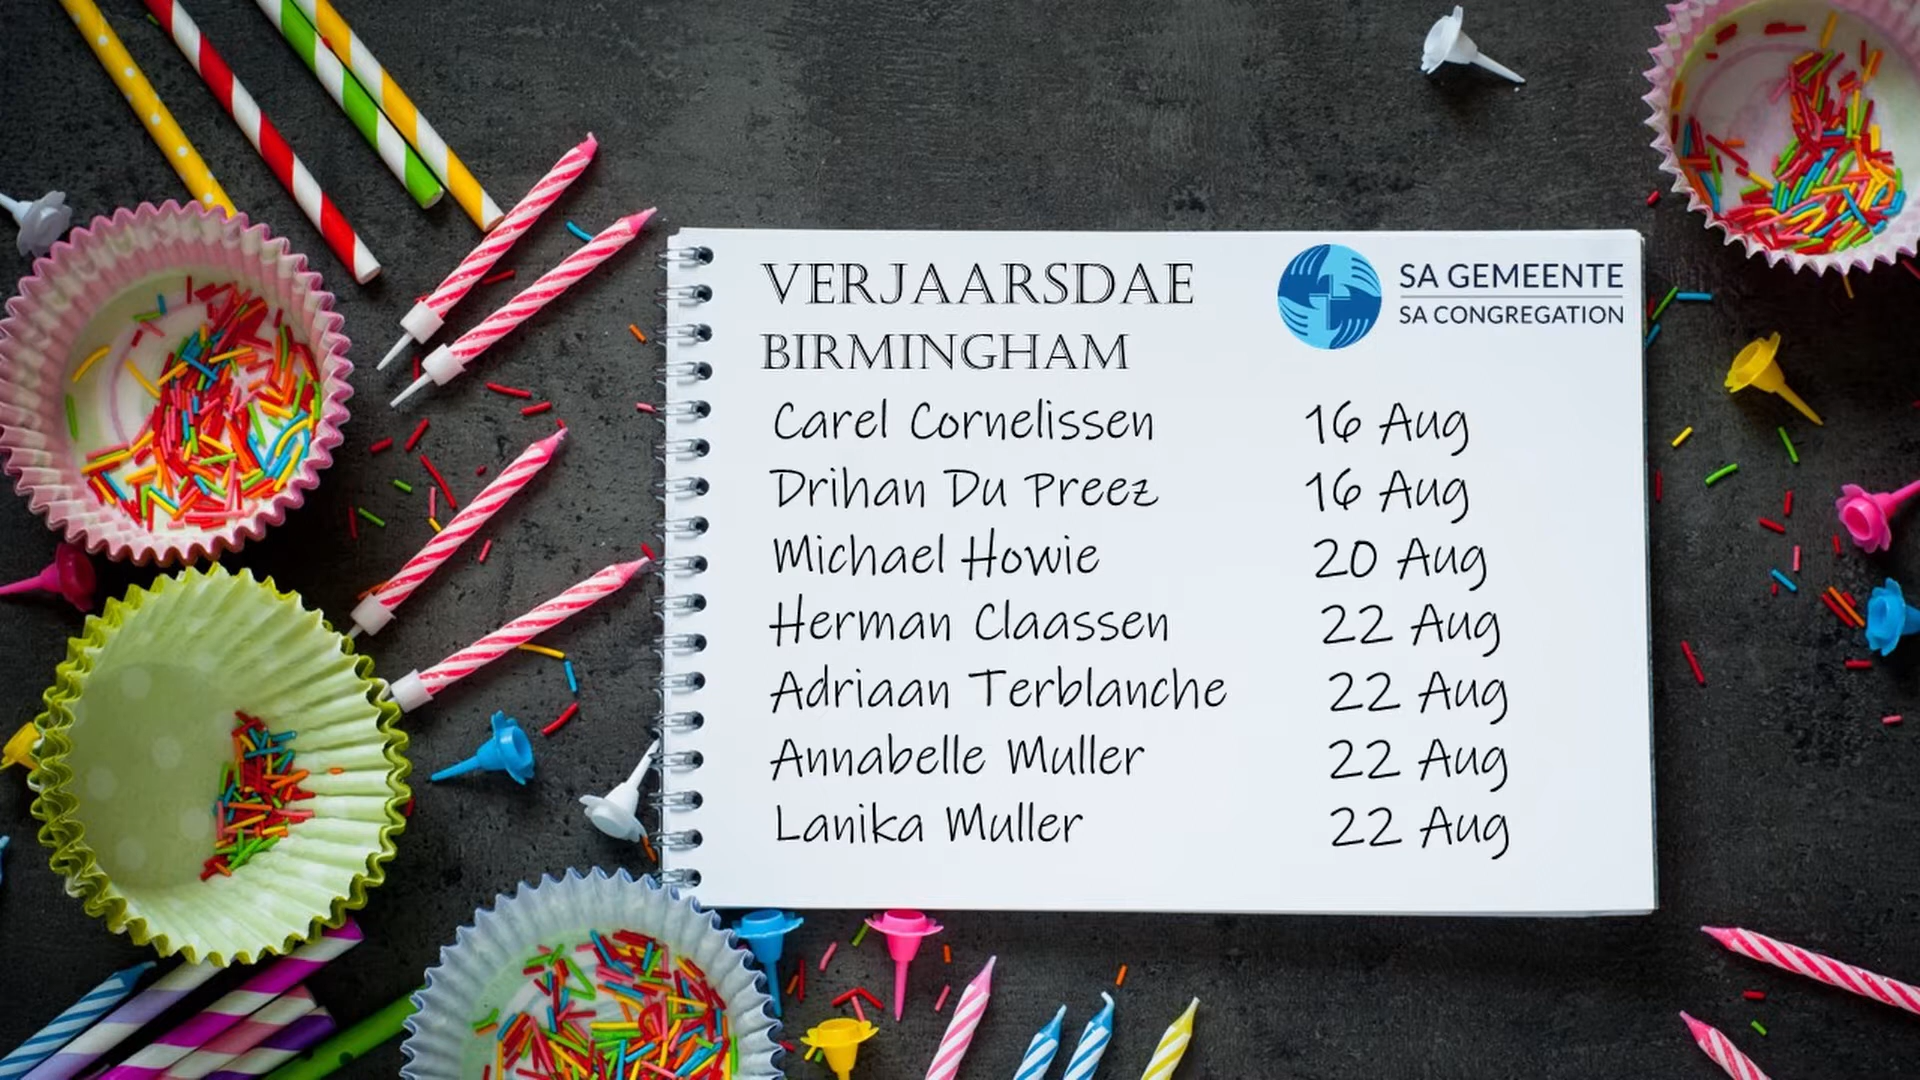 VERJAARSDAE
BIRMINGHAM
SA GEMEENTE
SA CONGREGATION
Carel Cornelissen 16 Aug
Drihan Du Preez 16 Aug
Michael Howie 20 Aug
Herman Claassen 22 Aug
Adriaan Terblanche 22 Aug
Annabelle Muller 22 Aug
Lanika Muller 22 Aug